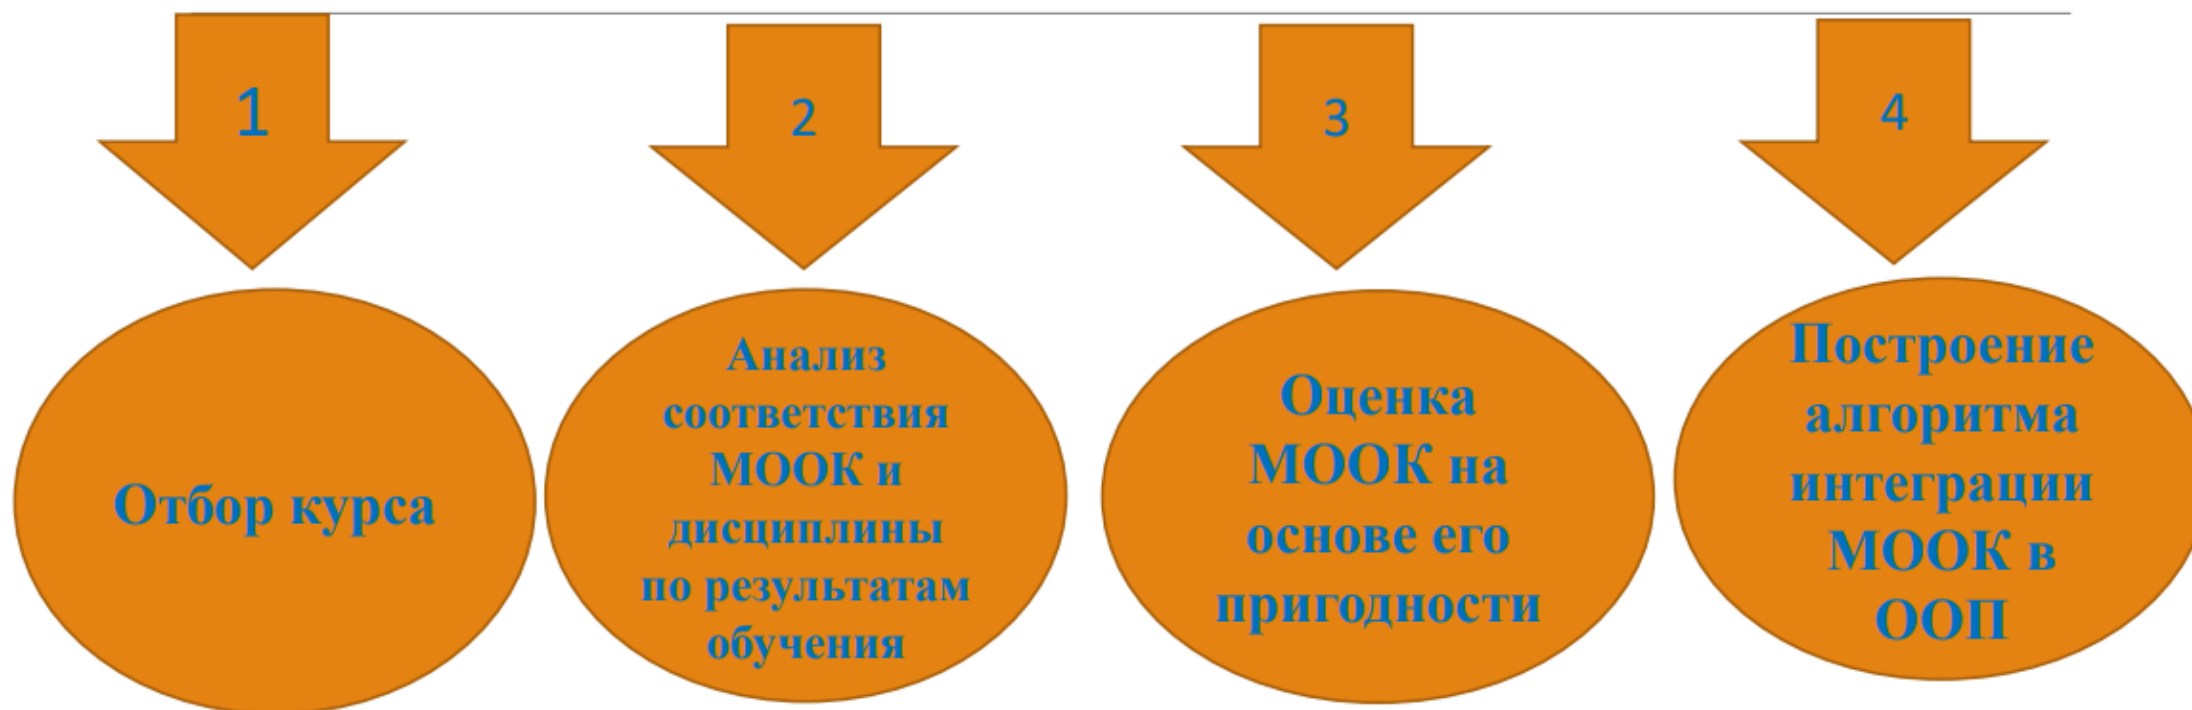 1
2
3
4
Отбор курса
Анализ
соответствия
МООК и
дисциплины
по результатам
обучения
Оценка
МООК на
основе его
пригодности
Построение
алгоритма
интеграции
МООК в
ООП